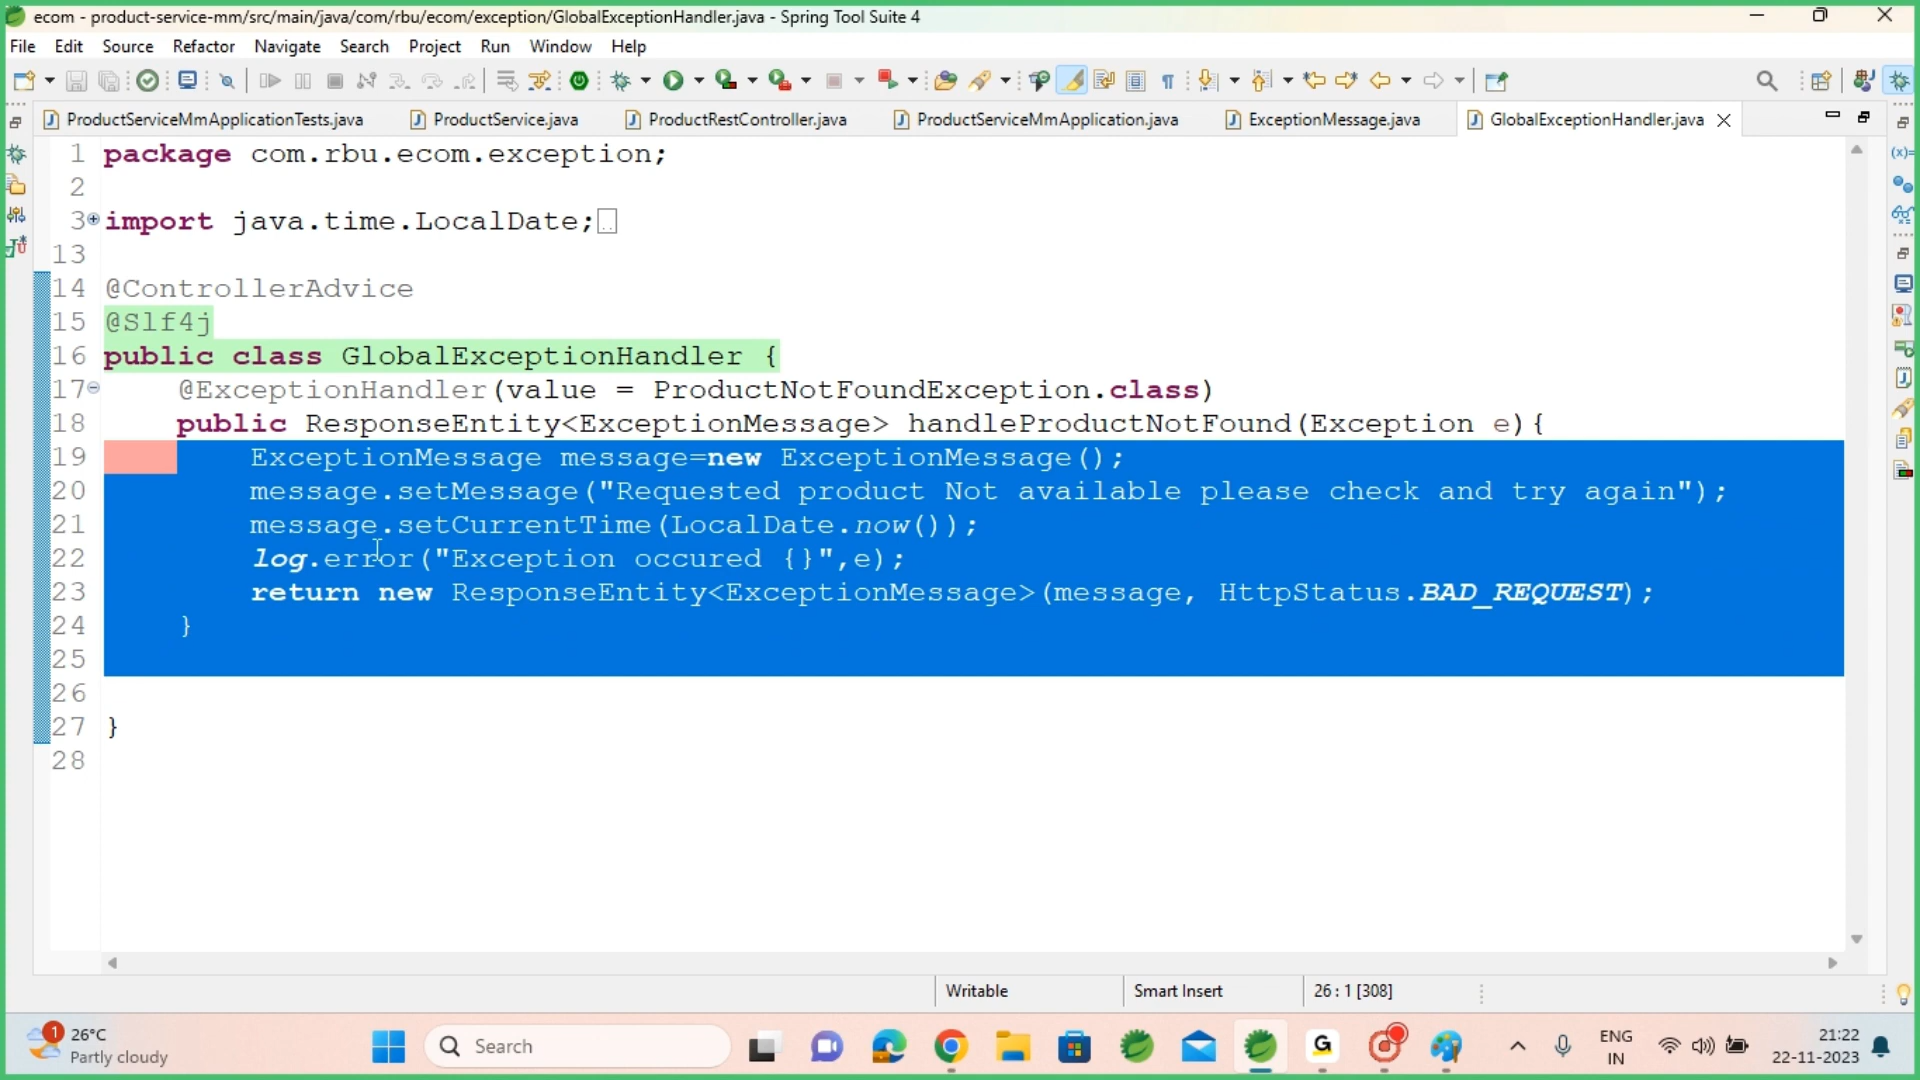 ecom - product-service-mm/src/main/java/com/rbu/ecom/exception/GlobalExceptionHandler.java - Spring Tool Suite 4
File Edit Source Refactor Navigate Search Project Run Window Help
ProductServiceMmApplicationTests.java ProductService.java ProductRestController.java ProductServiceMmApplication.java ExceptionMessage.java GlobalExceptionHandler.java
1 package com.rbu.ecom.exception;
2
3 import java.time.LocalDate;
13
14 @ControllerAdvice
15 @Slf4j
16 public class GlobalExceptionHandler {
17 @ExceptionHandler(value = ProductNotFoundException.class)
18 public ResponseEntity<ExceptionMessage> handleProductNotFound(Exception e){
19 ExceptionMessage message=new ExceptionMessage();
20 message.setMessage("Requested product Not available please check and try again");
21 message.setCurrentTime(LocalDate.now());
22 log.error("Exception occured {}",e);
23 return new ResponseEntity<ExceptionMessage>(message, HttpStatus.BAD_REQUEST);
24 }
25
26
27 }
28
Writable Smart Insert 26 : 1 [308]
1 26°C
Partly cloudy
Search
ENG
IN
21:22
22-11-2023